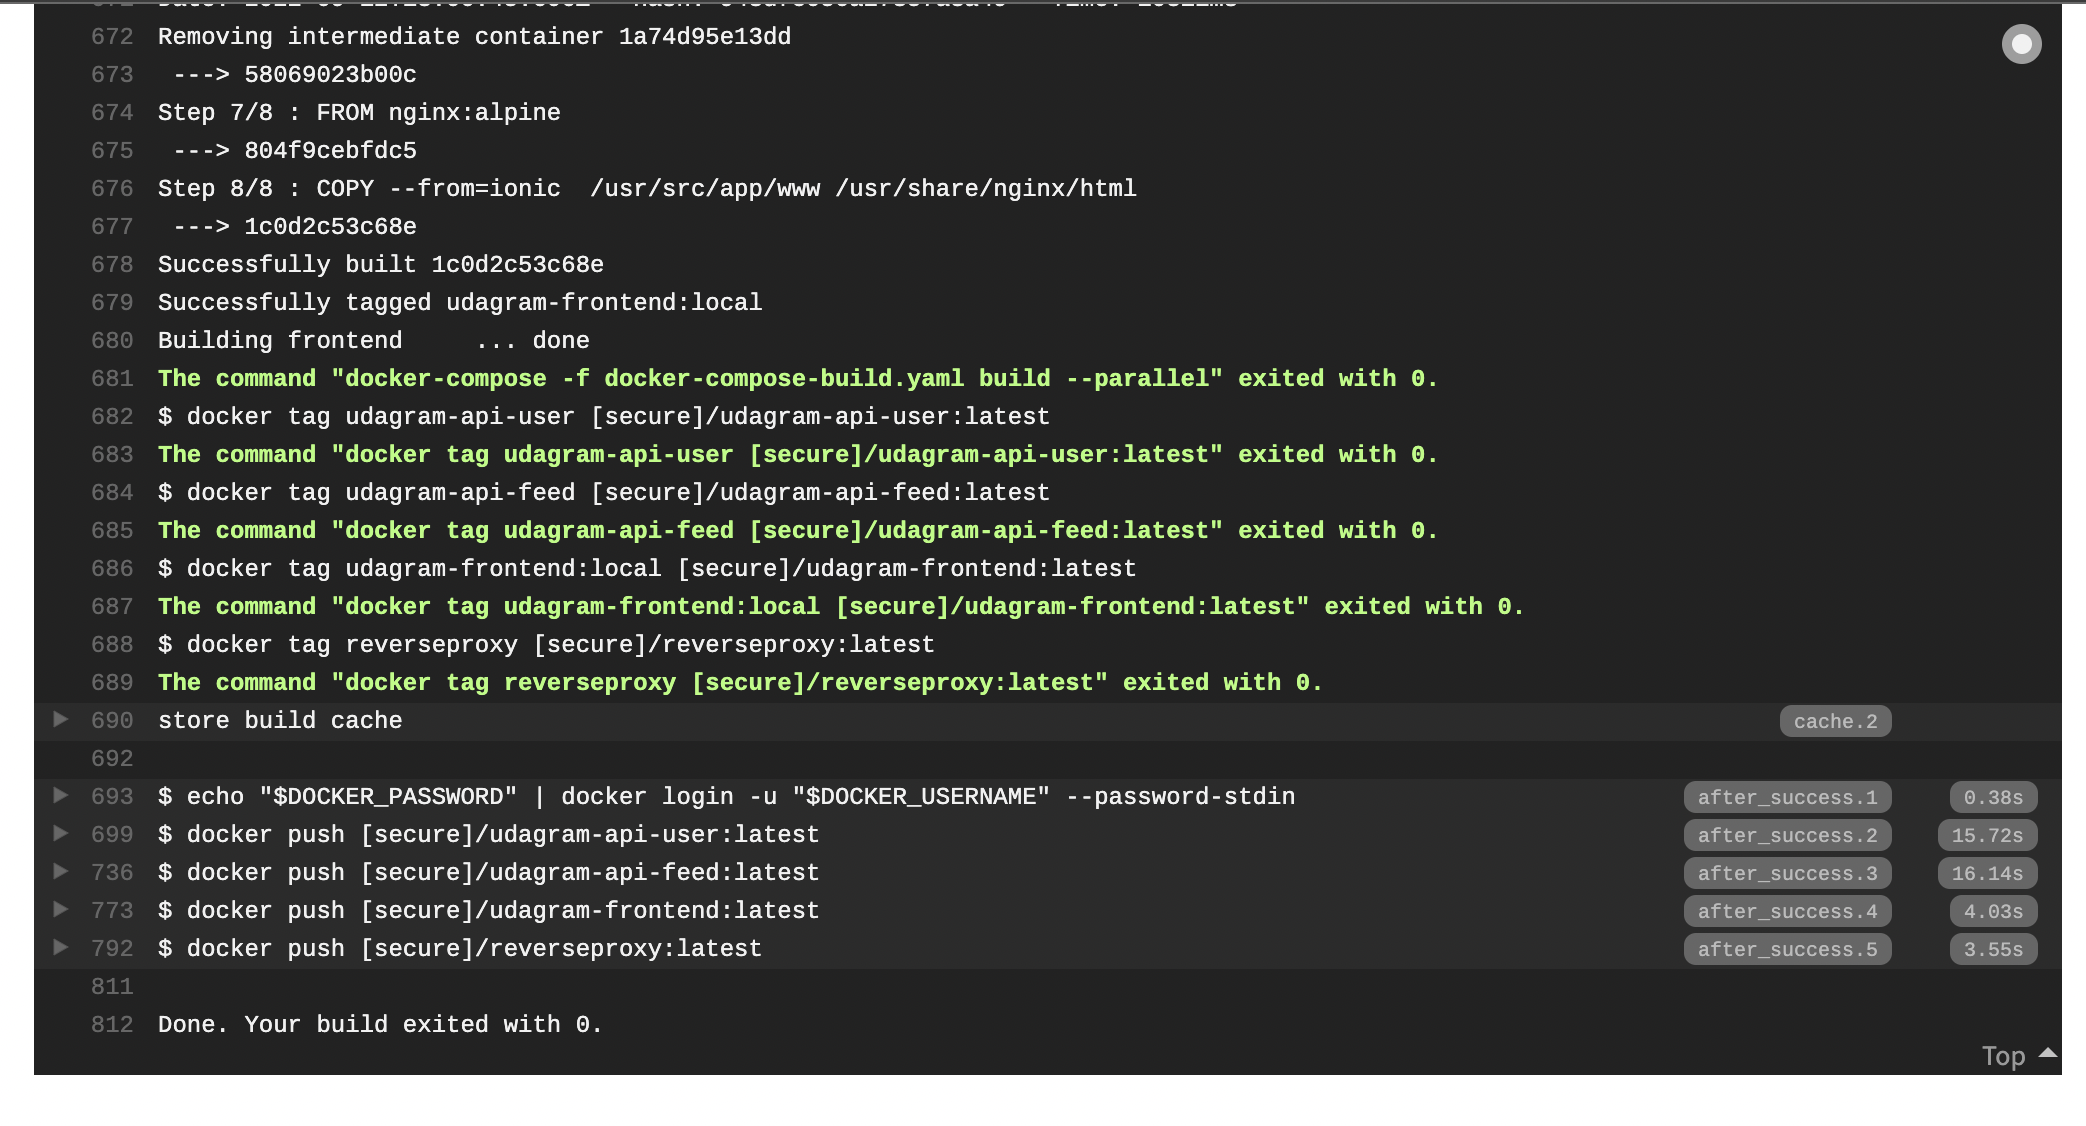 672 Removing intermediate container 1a74d95e13dd
673 ---> 58069023b00c
674 Step 7/8 : FROM nginx:alpine
675 ---> 804f9cebfdc5
676 Step 8/8 : COPY --from=ionic  /usr/src/app/www /usr/share/nginx/html
677 ---> 1c0d2c53c68e
678 Successfully built 1c0d2c53c68e
679 Successfully tagged udagram-frontend:local
680 Building frontend     ... done
681 The command "docker-compose -f docker-compose-build.yaml build --parallel" exited with 0.
682 $ docker tag udagram-api-user [secure]/udagram-api-user:latest
683 The command "docker tag udagram-api-user [secure]/udagram-api-user:latest" exited with 0.
684 $ docker tag udagram-api-feed [secure]/udagram-api-feed:latest
685 The command "docker tag udagram-api-feed [secure]/udagram-api-feed:latest" exited with 0.
686 $ docker tag udagram-frontend:local [secure]/udagram-frontend:latest
687 The command "docker tag udagram-frontend:local [secure]/udagram-frontend:latest" exited with 0.
688 $ docker tag reverseproxy [secure]/reverseproxy:latest
689 The command "docker tag reverseproxy [secure]/reverseproxy:latest" exited with 0.
690 store build cache cache.2
692
693 $ echo "$DOCKER_PASSWORD" | docker login -u "$DOCKER_USERNAME" --password-stdin after_success.1 0.38s
699 $ docker push [secure]/udagram-api-user:latest after_success.2 15.72s
736 $ docker push [secure]/udagram-api-feed:latest after_success.3 16.14s
773 $ docker push [secure]/udagram-frontend:latest after_success.4 4.03s
792 $ docker push [secure]/reverseproxy:latest after_success.5 3.55s
811
812 Done. Your build exited with 0.
Top